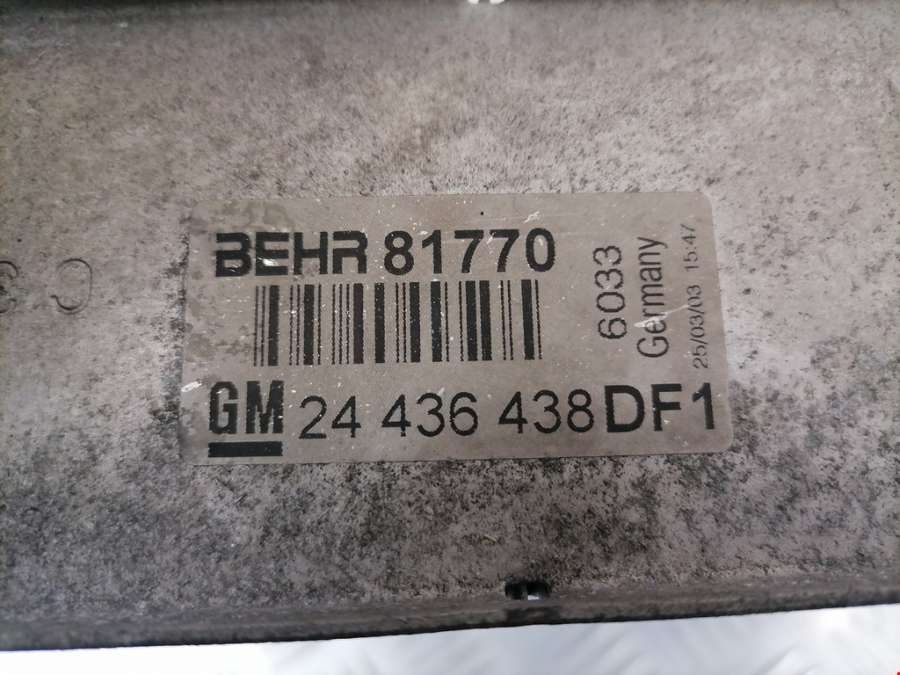 BEHR 81770
GM 24 436 438 DF1
6033
Germany
25/03/03 15:47